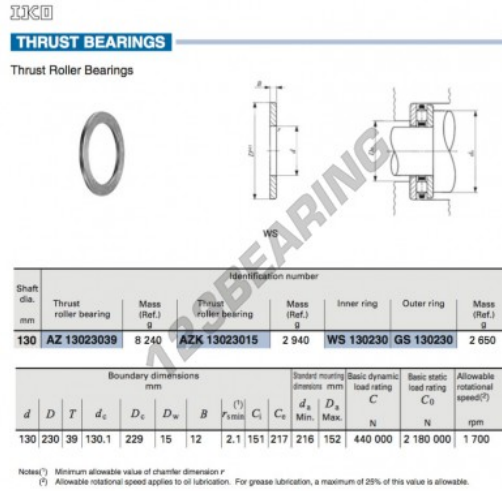 IKO
THRUST BEARINGS
Thrust Roller Bearings
B
r
D
d
Da
da
WS
123BEARING
Identification number
Shaft dia. mm | Thrust roller bearing | Mass (Ref.) g | Thrust roller bearing | Mass (Ref.) g | Inner ring | Outer ring | Mass (Ref.) g
130 | AZ 13023039 | 8 240 | AZK 13023015 | 2 940 | WS 130230 | GS 130230 | 2 650
Boundary dimensions mm | Standard mounting dimensions mm | Basic dynamic load rating C N | Basic static load rating C0 N | Allowable rotational speed(2) rpm
d | D | T | dc | Dc | Dw | B | rs min(1) | Ci | Ce | da Min. | Da Max.
130 | 230 | 39 | 130.1 | 229 | 15 | 12 | 2.1 | 151 | 217 | 216 | 152 | 440 000 | 2 180 000 | 1 700
Notes(1) Minimum allowable value of chamfer dimension r
(2) Allowable rotational speed applies to oil lubrication. For grease lubrication, a maximum of 25% of this value is allowable.